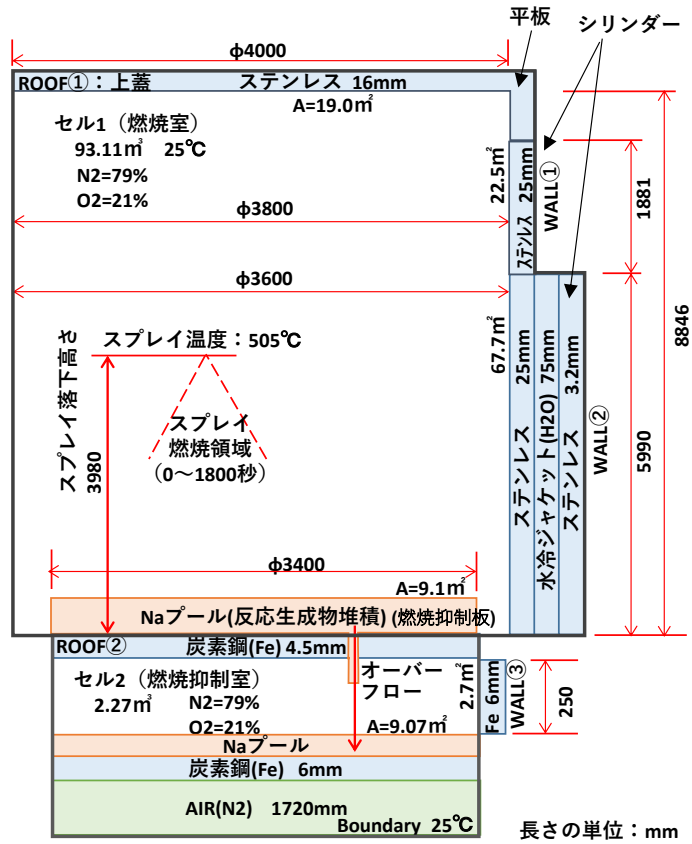 平板
シリンダー
φ4000
ROOF①：上蓋
ステンレス 16mm
A=19.0㎡
セル1（燃焼室）
93.11㎥ 25℃
N2=79%
O2=21%
22.5㎡
ステンレス 25mm
WALL①
1881
φ3800
φ3600
8846
スプレイ温度：505℃
スプレイ落下高さ
3980
スプレイ
燃焼領域
（0～1800秒）
67.7㎡
ステンレス 25mm
水冷ジャケット(H2O) 75mm
ステンレス 3.2mm
WALL②
5990
φ3400
A=9.1㎡
Naプール(反応生成物堆積) (燃焼抑制板)
ROOF②
炭素鋼(Fe) 4.5mm
セル2（燃焼抑制室）
2.27㎥
N2=79%
O2=21%
オーバー
フロー
A=9.07㎡
2.7㎡
Fe 6mm
WALL③
250
Naプール
炭素鋼(Fe) 6mm
AIR(N2) 1720mm
Boundary 25℃
長さの単位：mm